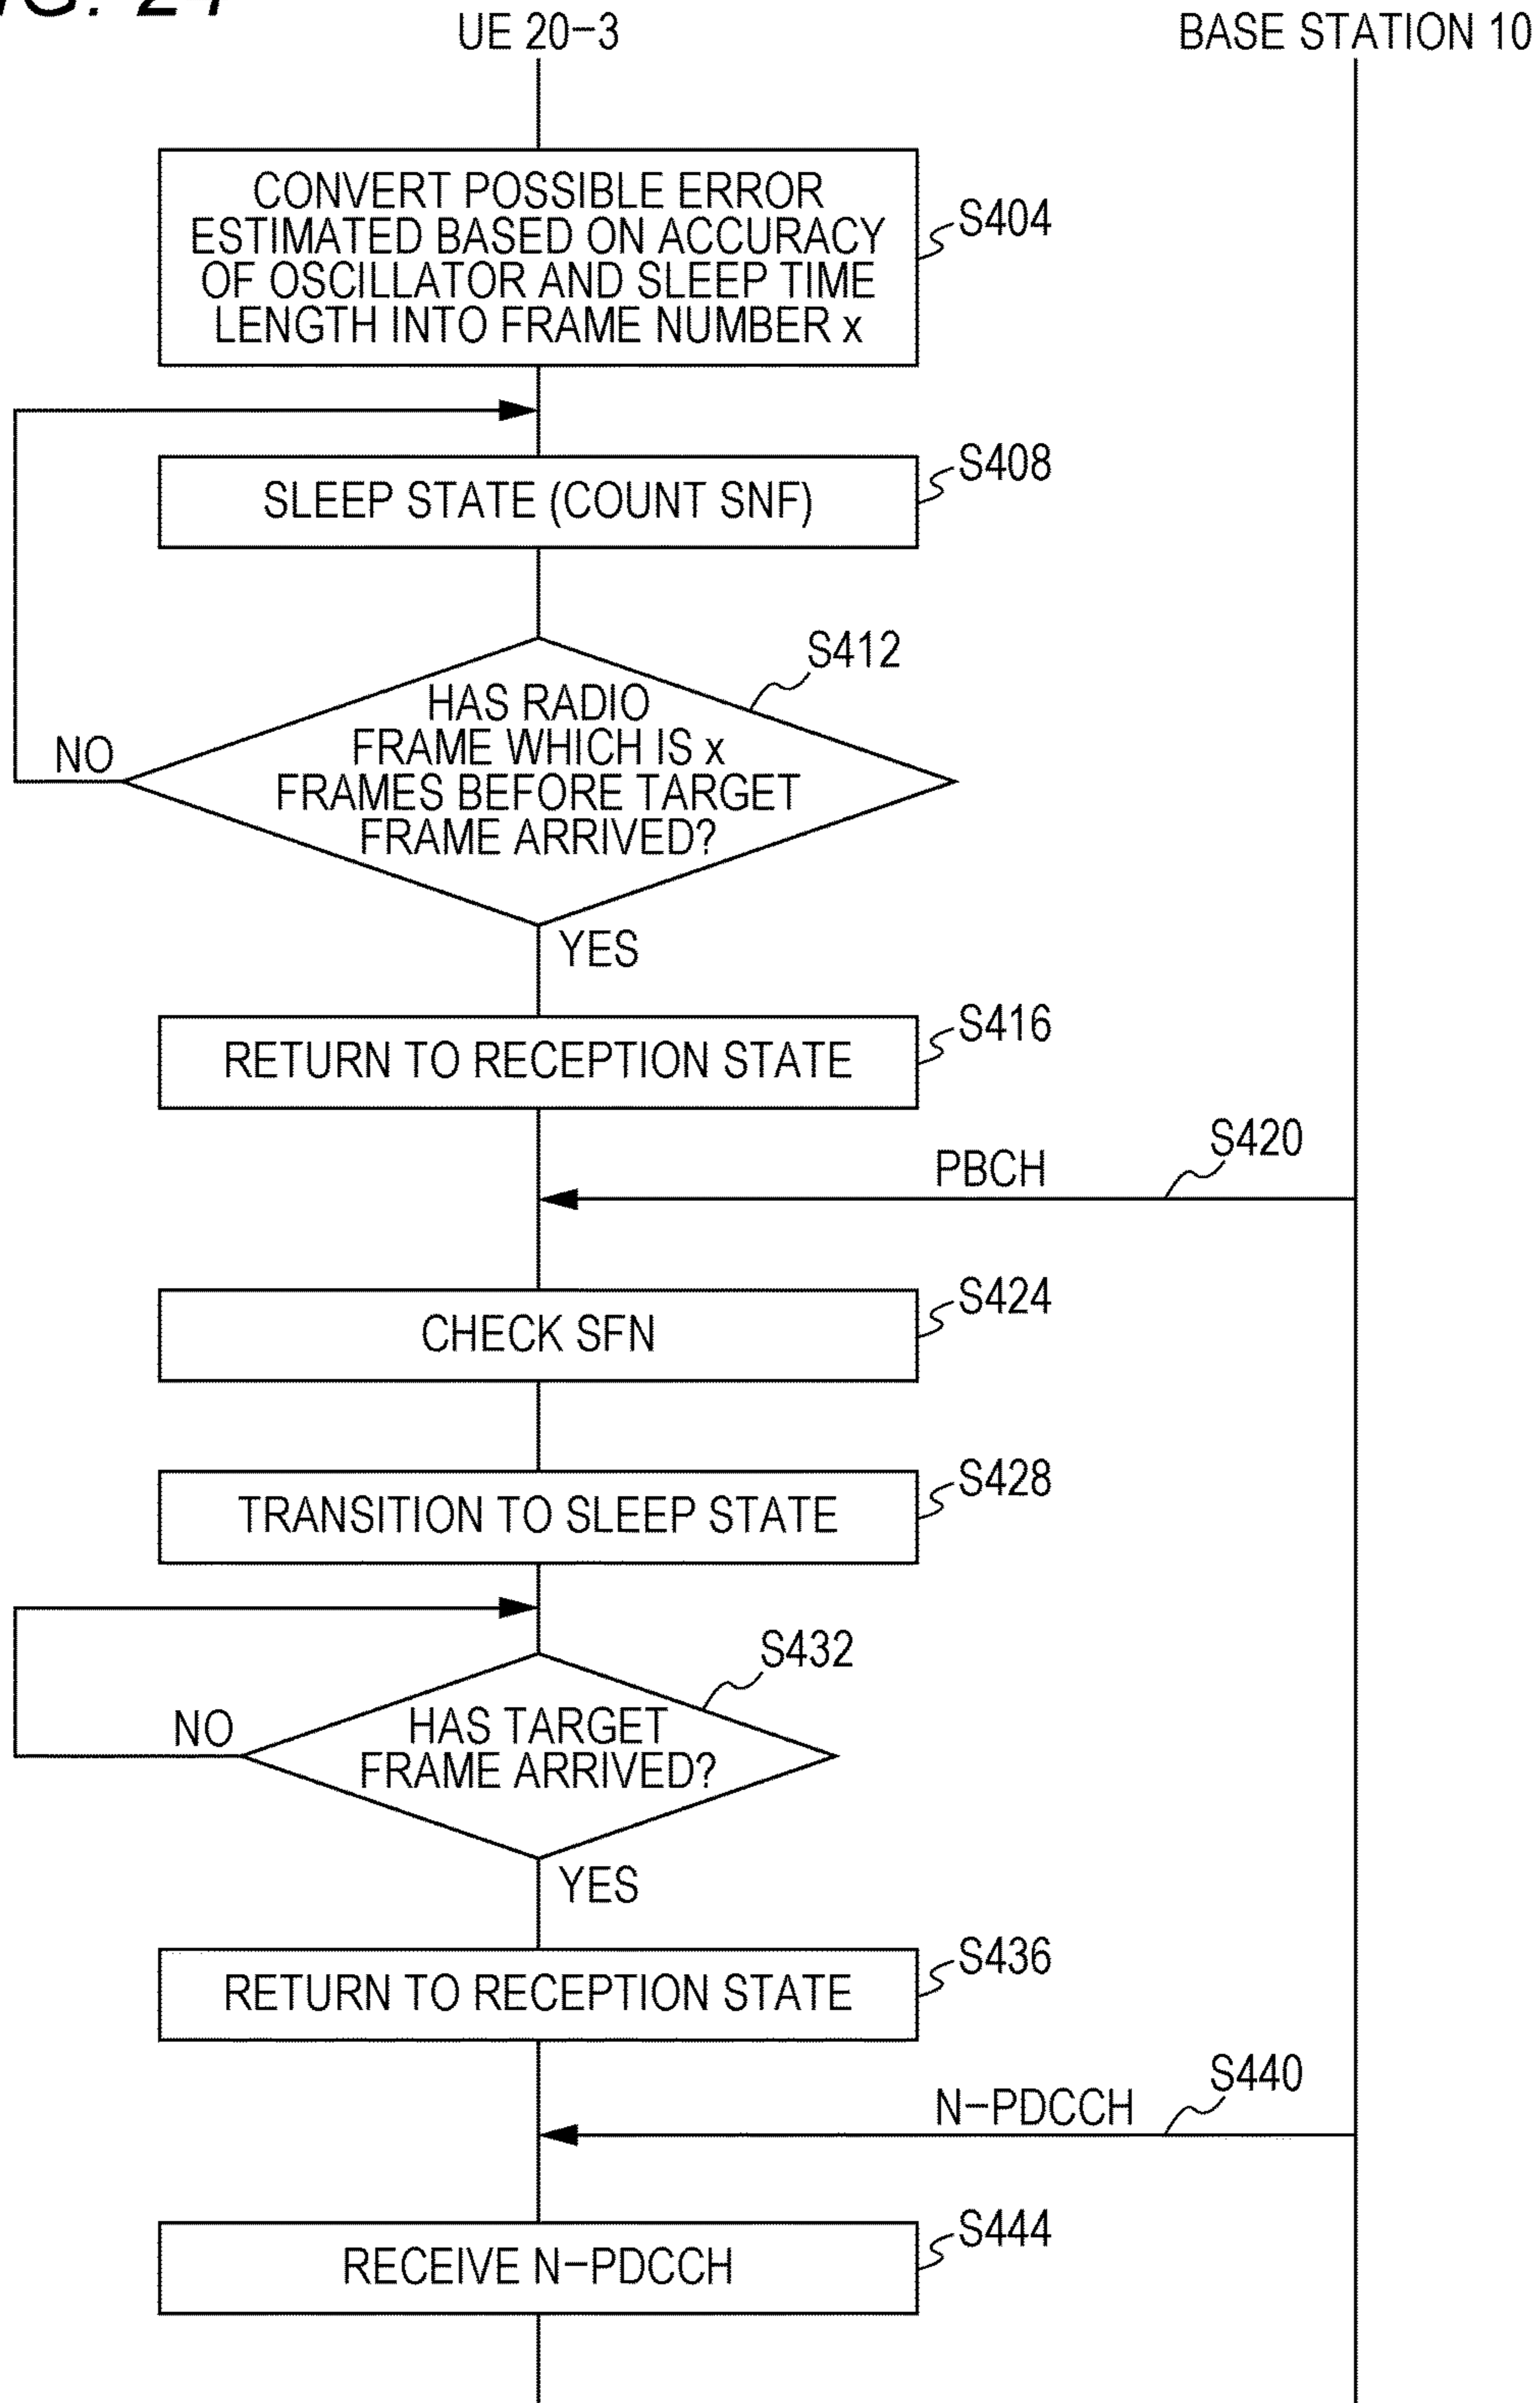 UE 20-3
BASE STATION 10
CONVERT POSSIBLE ERROR
ESTIMATED BASED ON ACCURACY
OF OSCILLATOR AND SLEEP TIME
LENGTH INTO FRAME NUMBER x
S404
SLEEP STATE (COUNT SNF)
S408
S412
HAS RADIO
FRAME WHICH IS x
FRAMES BEFORE TARGET
FRAME ARRIVED?
NO
YES
RETURN TO RECEPTION STATE
S416
PBCH
S420
CHECK SFN
S424
TRANSITION TO SLEEP STATE
S428
S432
HAS TARGET
FRAME ARRIVED?
NO
YES
RETURN TO RECEPTION STATE
S436
N-PDCCH
S440
RECEIVE N-PDCCH
S444